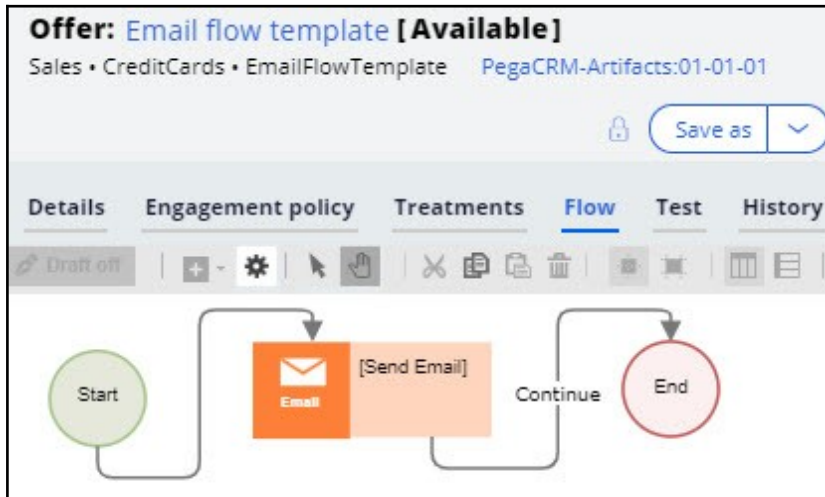 Offer: Email flow template [Available]
Sales • CreditCards • EmailFlowTemplate PegaCRM-Artifacts:01-01-01
Save as
Details Engagement policy Treatments Flow Test History
Draft off
[Send Email]
Start
Email
Continue
End